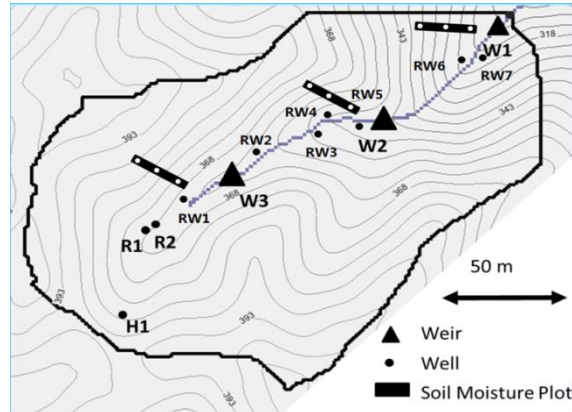 368
343
W1
318
RW6
RW7
RW5
RW4
343
393
RW3
W2
RW2
368
368
368
RW1
W3
R1
R2
50 m
393
H1
393
Weir
Well
Soil Moisture Plot